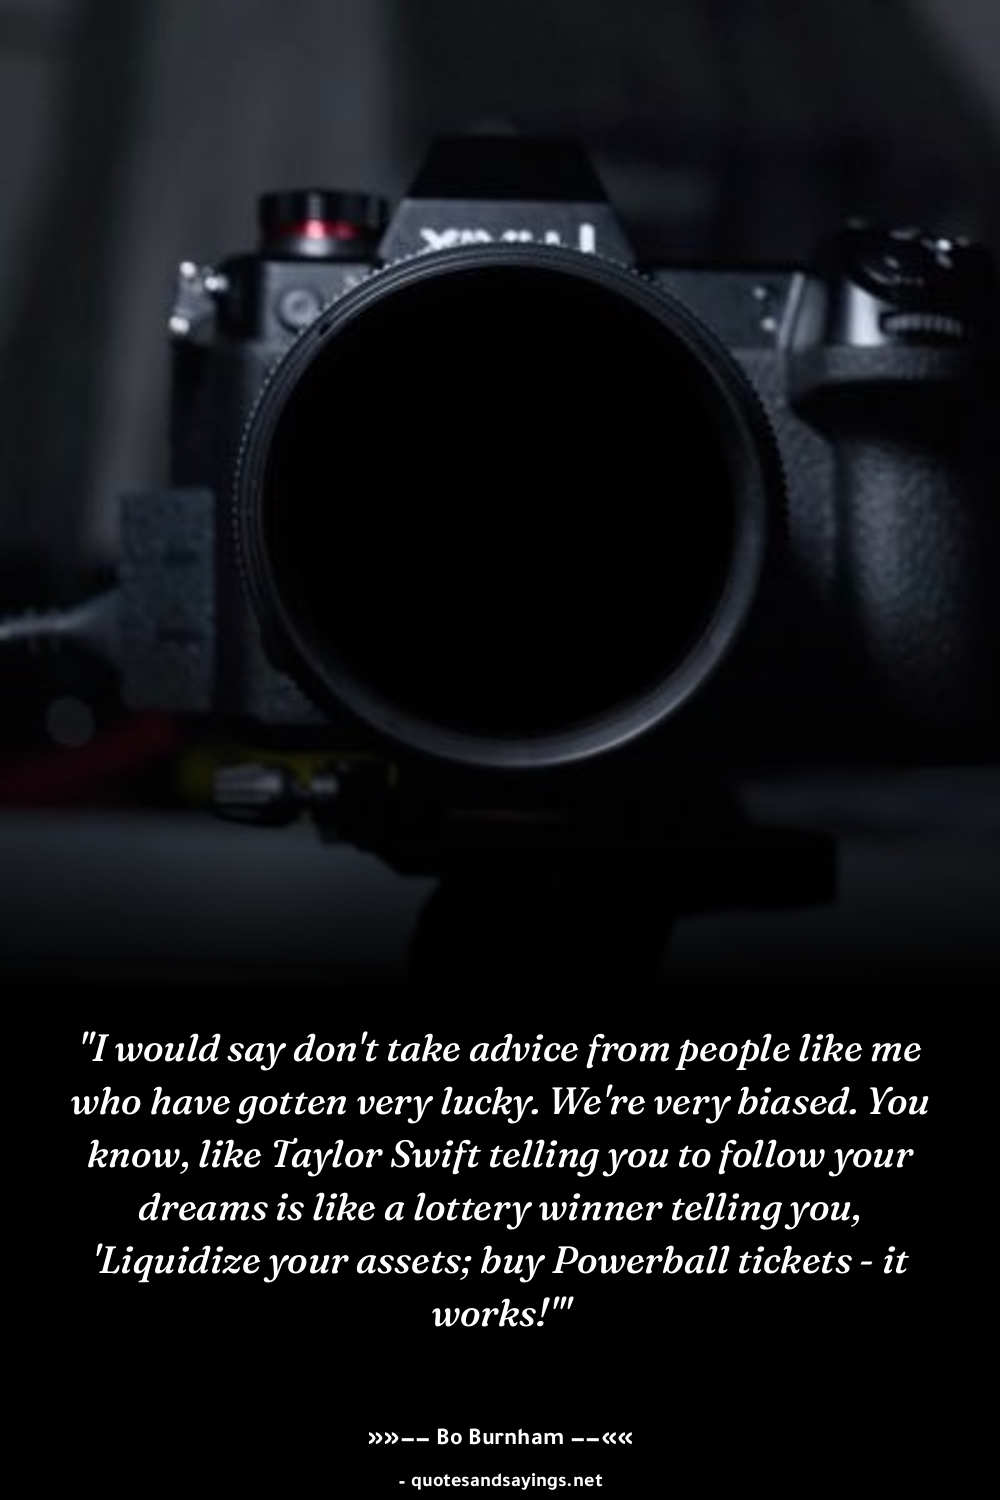 "I would say don't take advice from people like me
who have gotten very lucky. We're very biased. You
know, like Taylor Swift telling you to follow your
dreams is like a lottery winner telling you,
'Liquidize your assets; buy Powerball tickets - it
works!'"
»»—— Bo Burnham ——««
- quotesandsayings.net